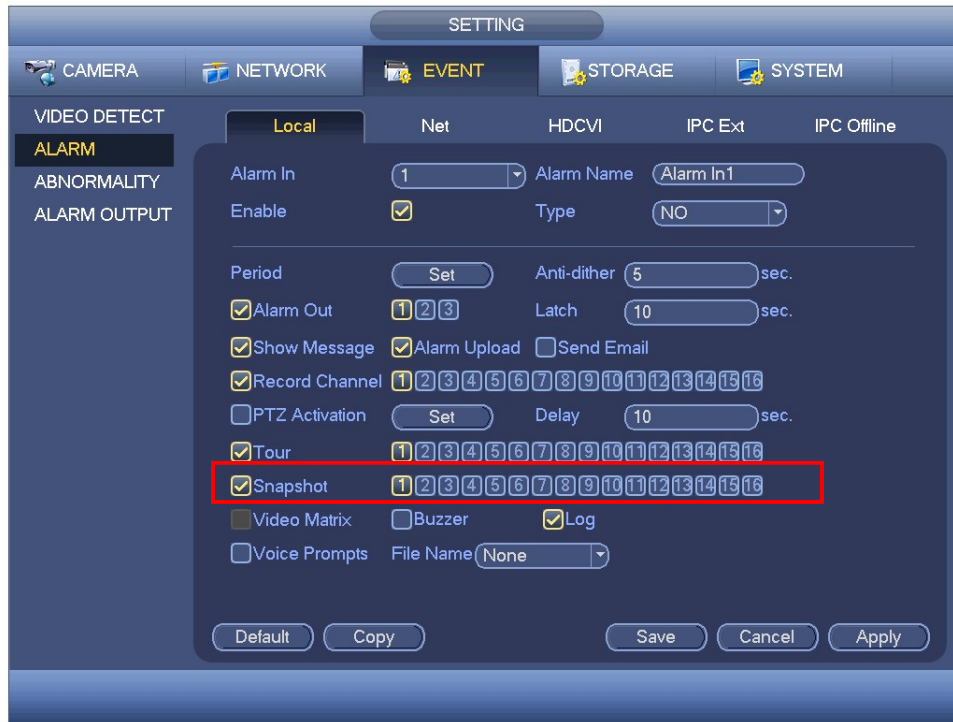 SETTING
CAMERA NETWORK EVENT STORAGE SYSTEM
VIDEO DETECT
ALARM
ABNORMALITY
ALARM OUTPUT
Local Net HDCVI IPC Ext IPC Offline
Alarm In 1 Alarm Name Alarm In1
Enable Type NO
Period Set Anti-dither 5 sec.
Alarm Out 1 2 3 Latch 10 sec.
Show Message Alarm Upload Send Email
Record Channel 1 2 3 4 5 6 7 8 9 10 11 12 13 14 15 16
PTZ Activation Set Delay 10 sec.
Tour 1 2 3 4 5 6 7 8 9 10 11 12 13 14 15 16
Snapshot 1 2 3 4 5 6 7 8 9 10 11 12 13 14 15 16
Video Matrix Buzzer Log
Voice Prompts File Name None
Default Copy Save Cancel Apply